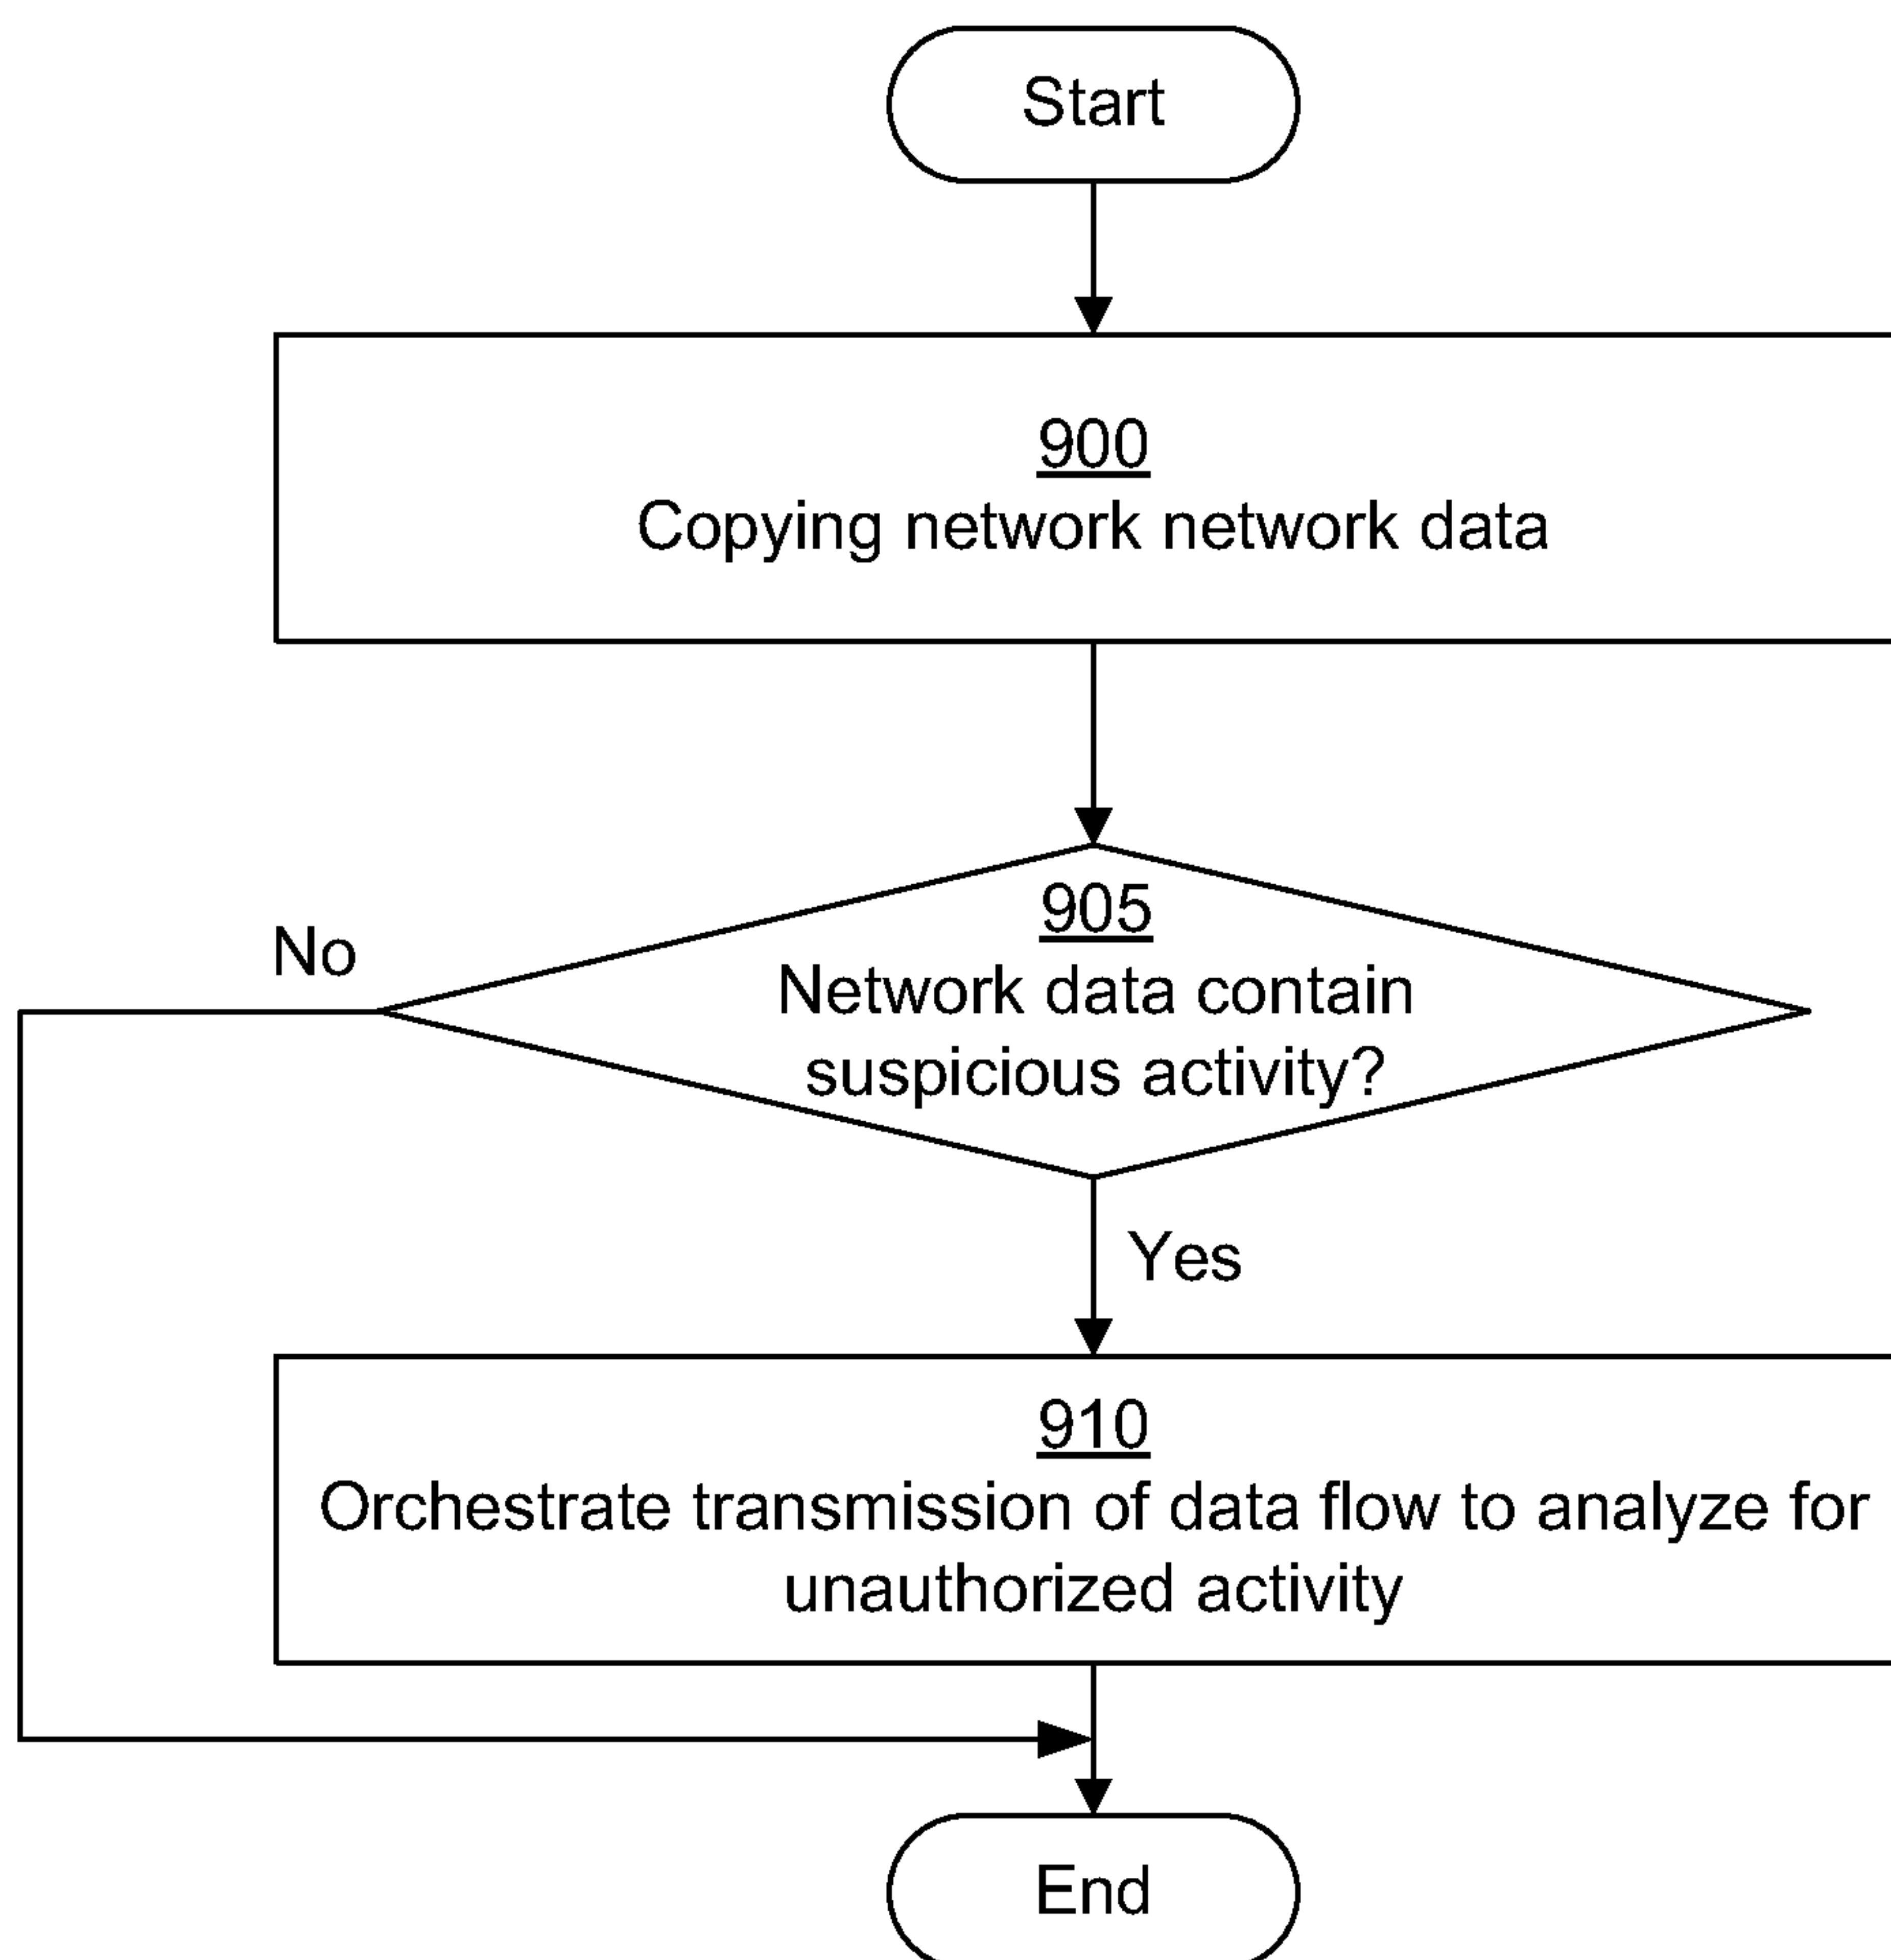 Start
900
Copying network network data
905
Network data contain
suspicious activity?
No
Yes
910
Orchestrate transmission of data flow to analyze for
unauthorized activity
End